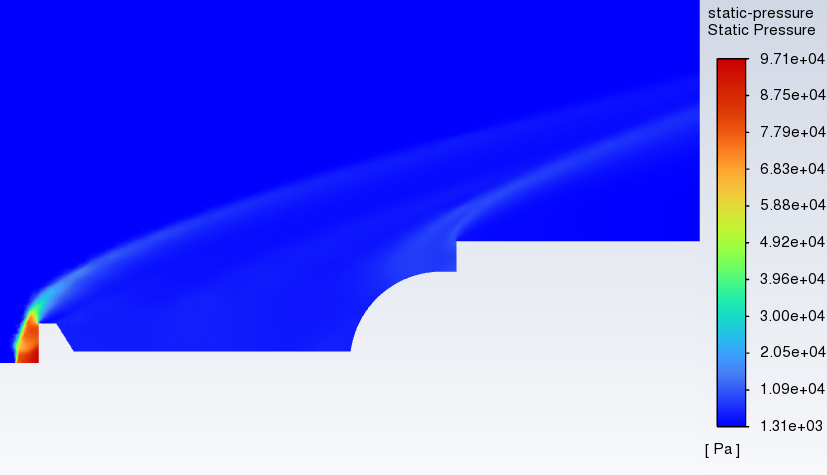 static-pressure
Static Pressure
9.71e+04
8.75e+04
7.79e+04
6.83e+04
5.88e+04
4.92e+04
3.96e+04
3.00e+04
2.05e+04
1.09e+04
1.31e+03
[ Pa ]